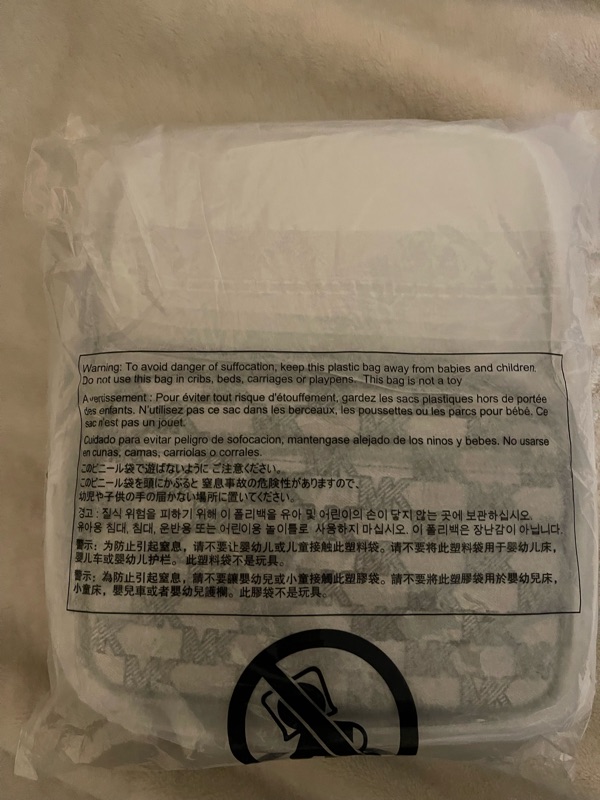 Warning: To avoid danger of suffocation, keep this plastic bag away from babies and children.
Do not use this bag in cribs, beds, carriages or playpens. This bag is not a toy
Avertissement : Pour éviter tout risque d'étouffement, gardez les sacs plastiques hors de portée
des enfants. N'utilisez pas ce sac dans les berceaux, les poussettes ou les parcs pour bébé. Ce
sac n'est pas un jouet.
Cuidado para evitar peligro de sofocacion, mantengase alejado de los ninos y bebes. No usarse
en cunas, camas, carriolas o corrales.
このビニール袋で遊ばないように ご注意ください。
このビニール袋を頭にかぶると 窒息事故の危険性がありますので、
幼児や子供の手の届かない場所に置いてください。
경고 : 질식 위험을 피하기 위해 이 폴리백을 유아 및 어린이의 손이 닿지 않는 곳에 보관하십시오.
유아용 침대, 침대, 운반용 또는 어린이용 놀이틀로 사용하지 마십시오. 이 폴리백은 장난감이 아닙니다.
警示：为防止引起窒息，请不要让婴幼儿或儿童接触此塑料袋。请不要将此塑料袋用于婴幼儿床，
婴儿车或婴幼儿护栏。此塑料袋不是玩具。
警示：為防止引起窒息，請不要讓嬰幼兒或小童接觸此塑膠袋。請不要將此塑膠袋用於嬰幼兒床，
小童床，嬰兒車或者嬰幼兒護欄。此膠袋不是玩具
MK
MK
MK